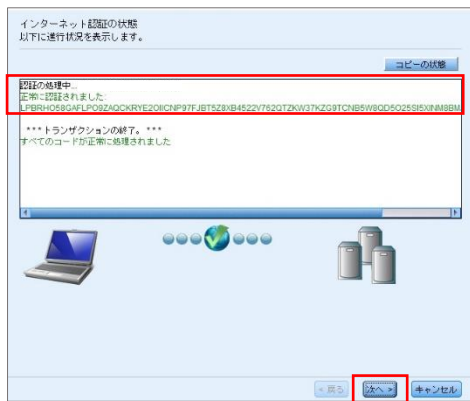 インターネット認証の状態
以下に進行状況を表示します。
コピーの状態
認証の処理中...
正常に認証されました:
LPBRHO58GAFLPO9ZAQCKRYE2OIICNP97FJBT5Z8XB4522V762QTZKW37KZG9TCNB5W8QD5O25SI5XINM8BM
*** トランザクションの終了。 ***
すべてのコードが正常に処理されました
< 戻る
次へ >
キャンセル